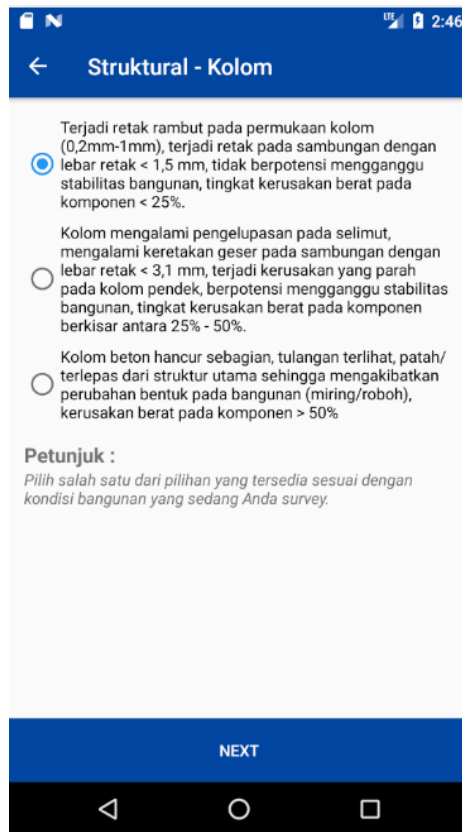 LTE 2:46
Struktural - Kolom
Terjadi retak rambut pada permukaan kolom
(0,2mm-1mm), terjadi retak pada sambungan dengan
lebar retak < 1,5 mm, tidak berpotensi mengganggu
stabilitas bangunan, tingkat kerusakan berat pada
komponen < 25%.
Kolom mengalami pengelupasan pada selimut,
mengalami keretakan geser pada sambungan dengan
lebar retak < 3,1 mm, terjadi kerusakan yang parah
pada kolom pendek, berpotensi mengganggu stabilitas
bangunan, tingkat kerusakan berat pada komponen
berkisar antara 25% - 50%.
Kolom beton hancur sebagian, tulangan terlihat, patah/
terlepas dari struktur utama sehingga mengakibatkan
perubahan bentuk pada bangunan (miring/roboh),
kerusakan berat pada komponen > 50%
Petunjuk :
Pilih salah satu dari pilihan yang tersedia sesuai dengan
kondisi bangunan yang sedang Anda survey.
NEXT